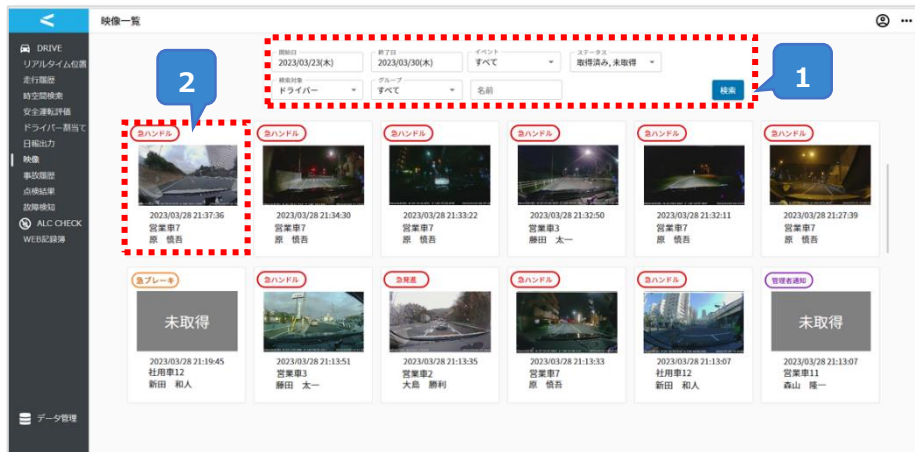 映像一覧
DRIVE
リアルタイム位置
走行履歴
時空間検索
安全運転評価
ドライバー割当て
日報出力
映像
事故履歴
点検結果
故障検知
ALC CHECK
WEB記録簿
データ管理
開始日
2023/03/23(木)
終了日
2023/03/30(木)
イベント
すべて
ステータス
取得済み, 未取得
検索対象
ドライバー
グループ
すべて
名前
検索
1
2
急ハンドル
2023/03/28 21:37:36
営業車7
原 慎吾
急ハンドル
2023/03/28 21:34:30
営業車7
原 慎吾
急ハンドル
2023/03/28 21:33:22
営業車7
原 慎吾
急ハンドル
2023/03/28 21:32:50
営業車3
藤田 太一
急ハンドル
2023/03/28 21:32:11
営業車7
原 慎吾
急ハンドル
2023/03/28 21:27:39
営業車7
原 慎吾
急ブレーキ
未取得
2023/03/28 21:19:45
社用車12
新田 和人
急ハンドル
2023/03/28 21:13:51
営業車3
藤田 太一
急発進
2023/03/28 21:13:35
営業車2
大島 勝利
急ハンドル
2023/03/28 21:13:33
営業車7
原 慎吾
急ハンドル
2023/03/28 21:13:07
社用車12
新田 和人
管理者通知
未取得
2023/03/28 21:13:07
営業車11
森山 隆一